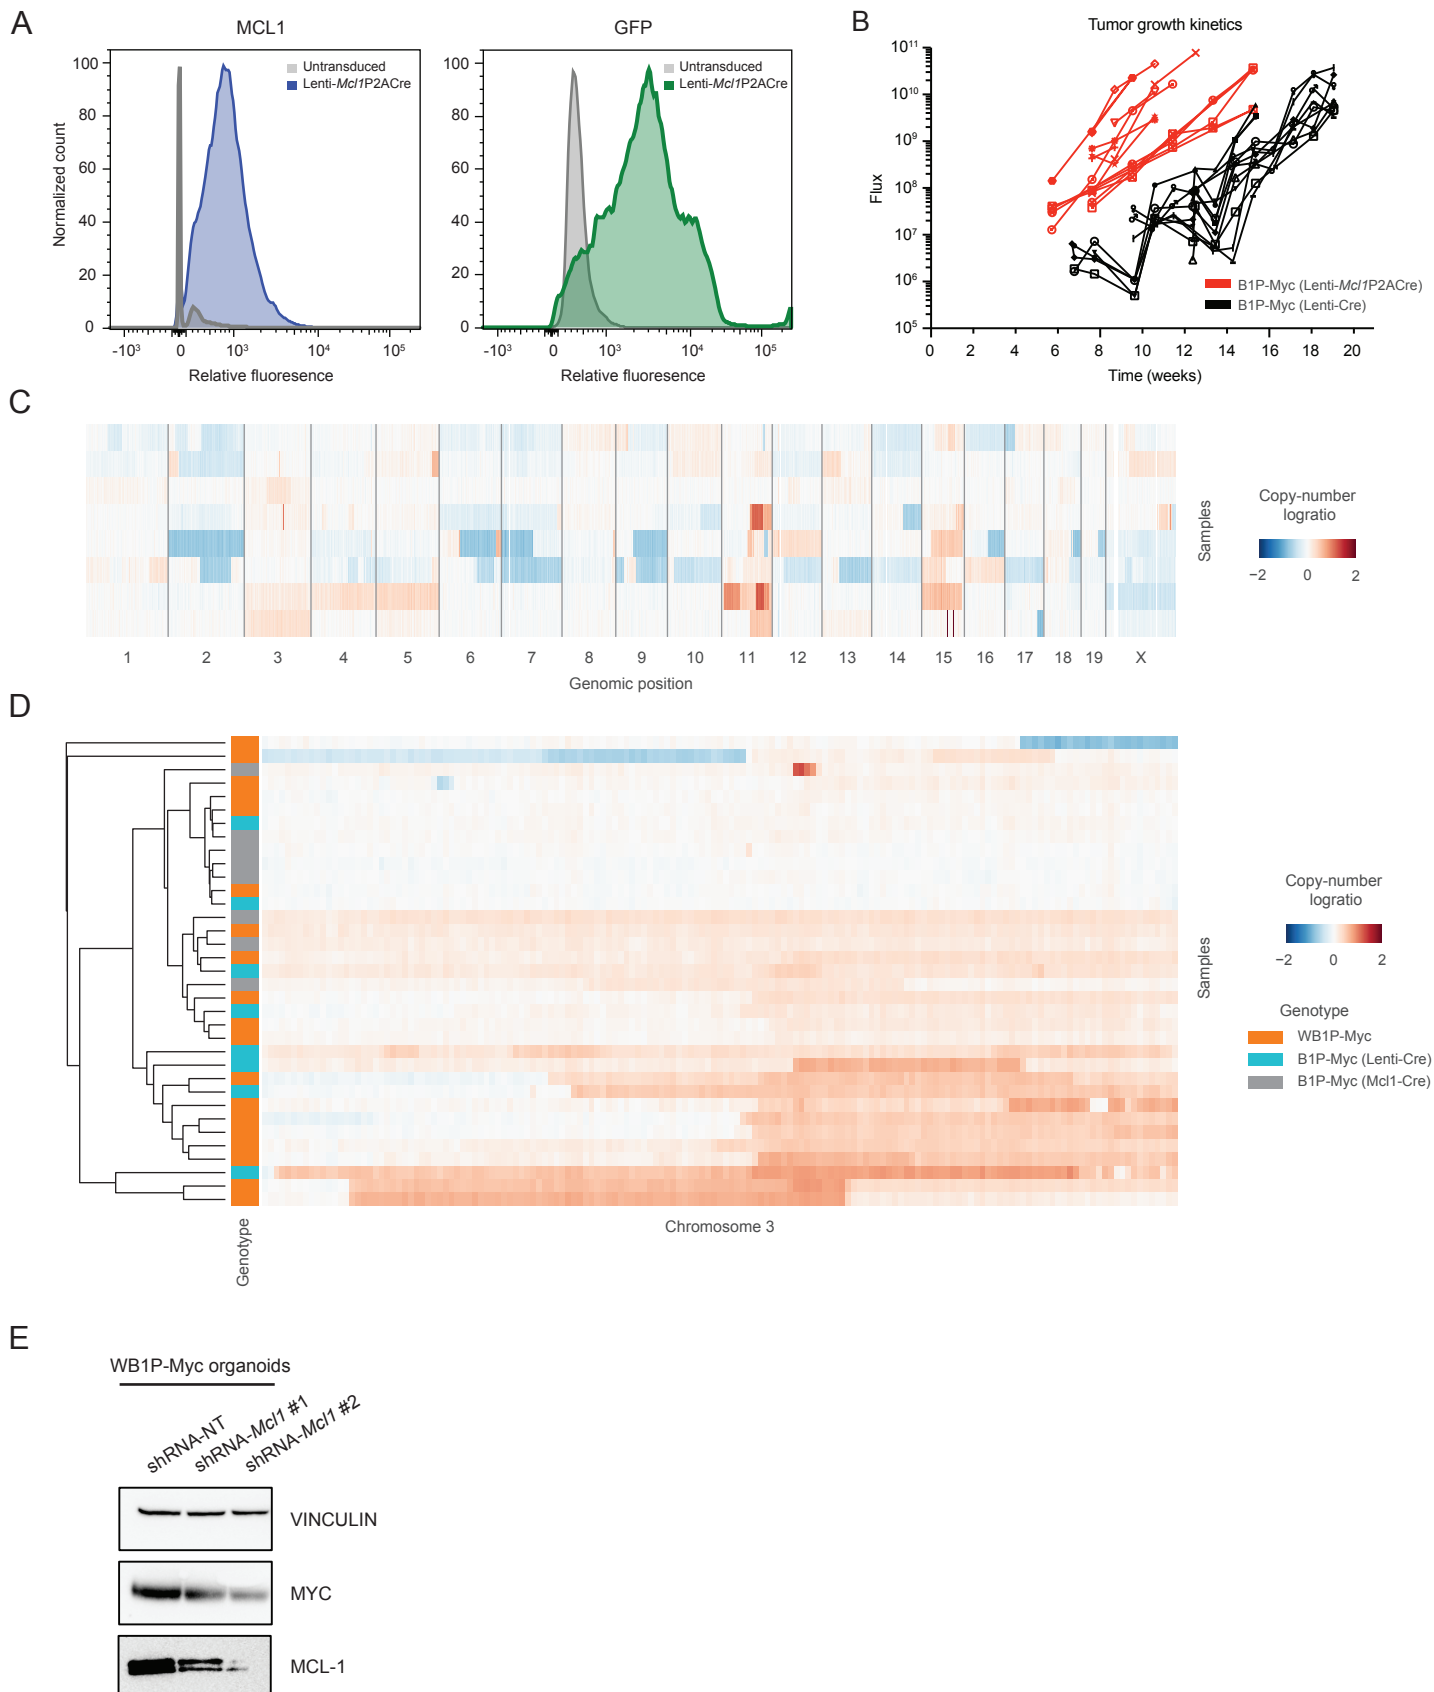 A
MCL1
GFP
Untransduced
Lenti-Mcl1P2ACre
Untransduced
Lenti-Mcl1P2ACre
Normalized count
100
80
60
40
20
0
100
80
60
40
20
0
-10³ 0 10³ 10⁴ 10⁵
-10³ 0 10³ 10⁴ 10⁵
Relative fluoresence
Relative fluoresence
B
Tumor growth kinetics
Flux
10¹¹
10¹⁰
10⁹
10⁸
10⁷
10⁶
10⁵
B1P-Myc (Lenti-Mcl1P2ACre)
B1P-Myc (Lenti-Cre)
0 2 4 6 8 10 12 14 16 18 20
Time (weeks)
C
Samples
Copy-number
logratio
−2 0 2
1 2 3 4 5 6 7 8 9 10 11 12 13 14 15 16 17 18 19 X
Genomic position
D
Samples
Copy-number
logratio
−2 0 2
Genotype
WB1P-Myc
B1P-Myc (Lenti-Cre)
B1P-Myc (Mcl1-Cre)
Genotype
Chromosome 3
E
WB1P-Myc organoids
shRNA-NT
shRNA-Mcl1 #1
shRNA-Mcl1 #2
VINCULIN
MYC
MCL-1